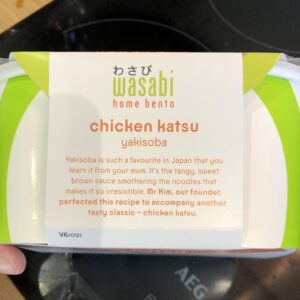 わさび
wasabi
home bento
chicken katsu
yakisoba
Yakisoba is such a favourite in Japan that you
learn it from your mum. It's the tangy, sweet
brown sauce smothering the noodles that
makes it so irresistible. Mr Kim, our founder,
perfected this recipe to accompany another
tasty classic – chicken katsu.
V6/0121
AEG